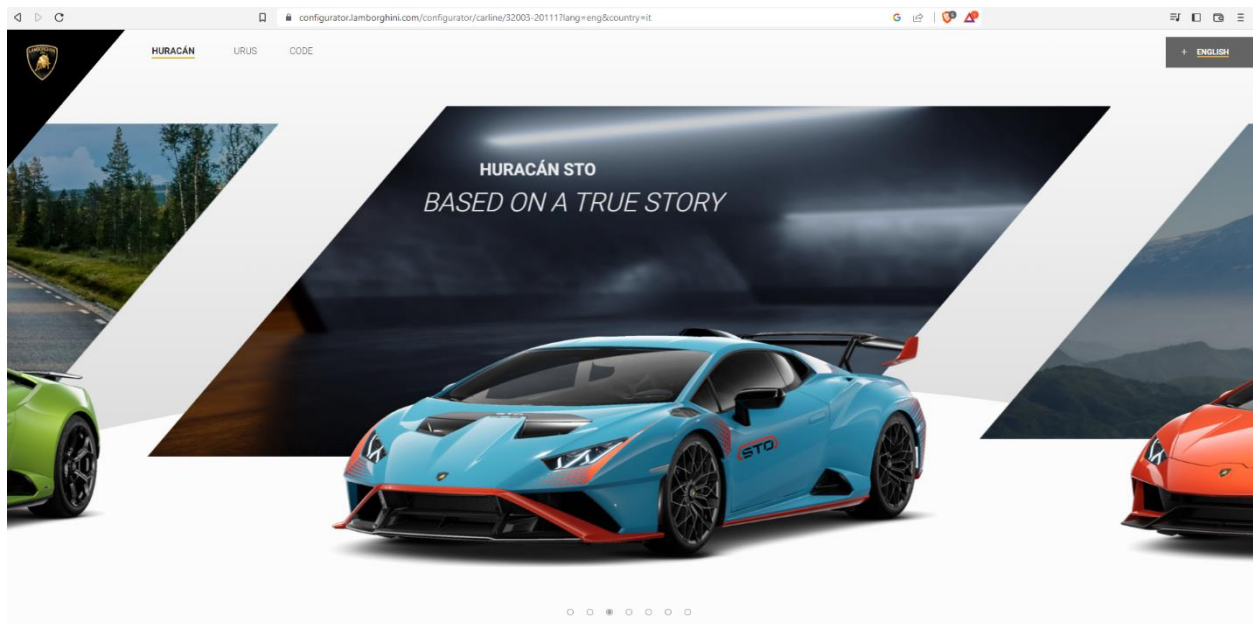 configurator.lamborghini.com/configurator/carline/32003-20111?lang=eng&country=it
HURACÁN
URUS
CODE
+ ENGLISH
HURACÁN STO
BASED ON A TRUE STORY
STO
STO